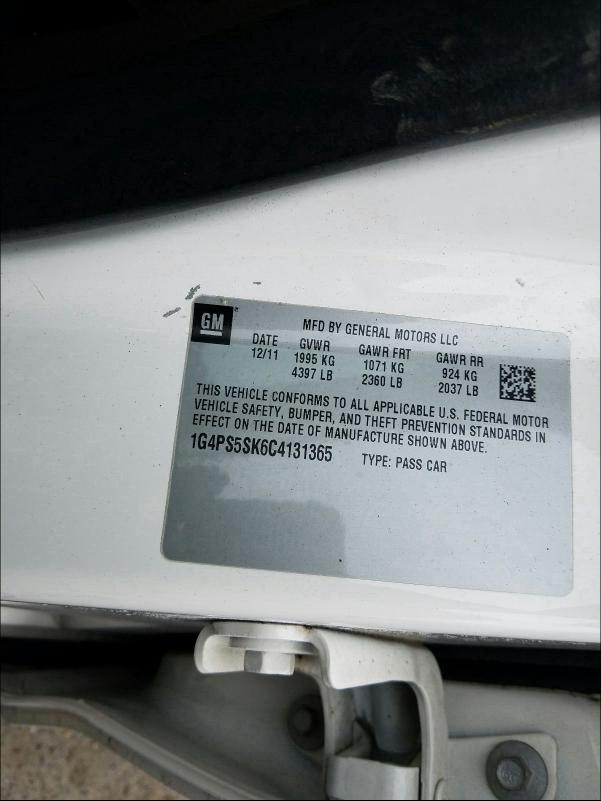 GM
MFD BY GENERAL MOTORS LLC
DATE GVWR GAWR FRT GAWR RR
12/11 1995 KG 1071 KG 924 KG
4397 LB 2360 LB 2037 LB
THIS VEHICLE CONFORMS TO ALL APPLICABLE U.S. FEDERAL MOTOR
VEHICLE SAFETY, BUMPER, AND THEFT PREVENTION STANDARDS IN
EFFECT ON THE DATE OF MANUFACTURE SHOWN ABOVE.
1G4PS5SK6C4131365 TYPE: PASS CAR